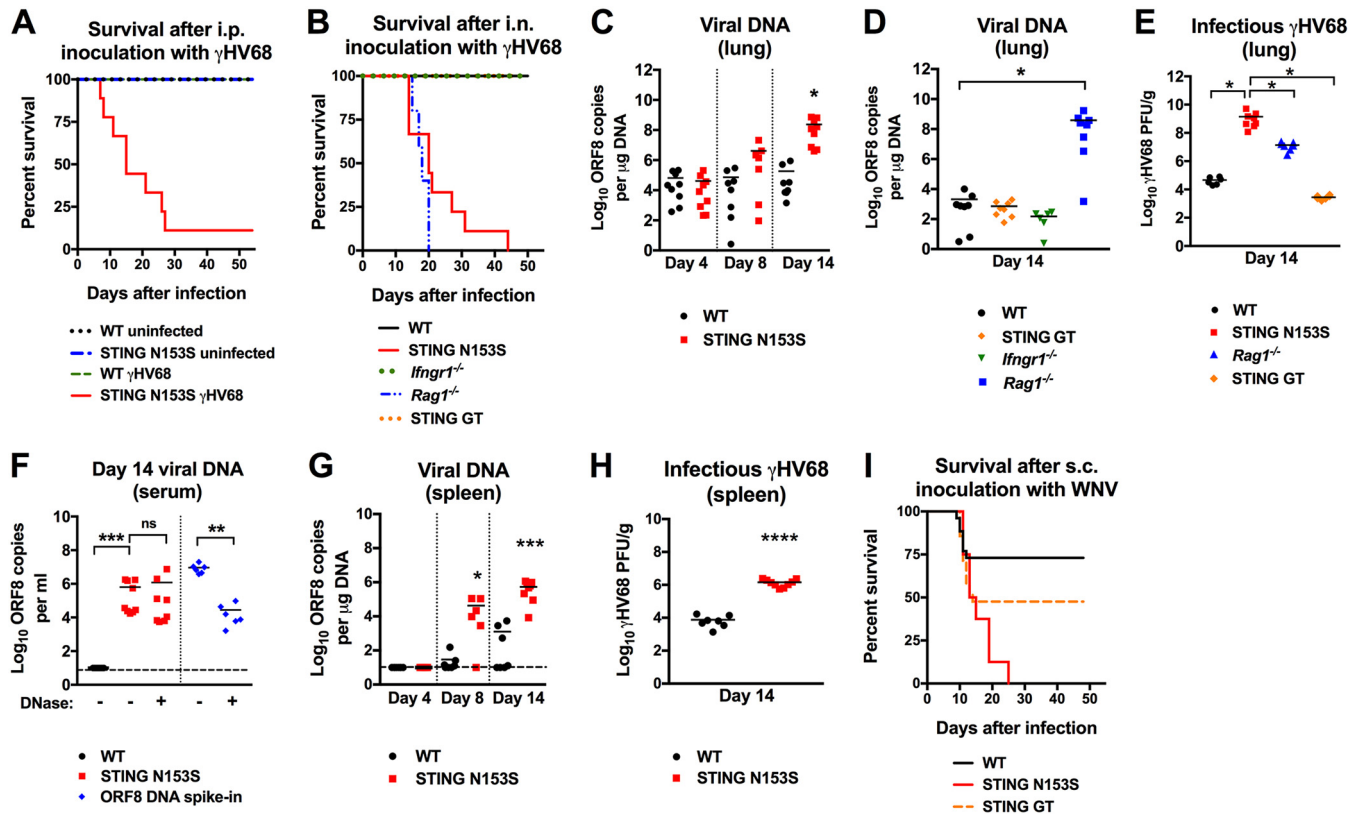 A
Survival after i.p.
inoculation with γHV68
Percent survival
100
75
50
25
0
0 10 20 30 40 50
Days after infection
WT uninfected
STING N153S uninfected
WT γHV68
STING N153S γHV68
B
Survival after i.n.
inoculation with γHV68
Percent survival
100
75
50
25
0
0 10 20 30 40 50
Days after infection
WT
STING N153S
Ifngr1-/-
Rag1-/-
STING GT
C
Viral DNA
(lung)
Log10 ORF8 copies
per μg DNA
12
10
8
6
4
2
0
*
Day 4 Day 8 Day 14
WT
STING N153S
D
Viral DNA
(lung)
Log10 ORF8 copies
per μg DNA
12
10
8
6
4
2
0
*
Day 14
WT
STING GT
Ifngr1-/-
Rag1-/-
E
Infectious γHV68
(lung)
Log10 γHV68 PFU/g
12
10
8
6
4
2
0
*
* *
Day 14
WT
STING N153S
Rag1-/-
STING GT
F
Day 14 viral DNA
(serum)
Log10 ORF8 copies
per ml
10
8
6
4
2
0
*** ns **
DNase: - - + - +
WT
STING N153S
ORF8 DNA spike-in
G
Viral DNA
(spleen)
Log10 ORF8 copies
per μg DNA
10
8
6
4
2
0
* ***
Day 4 Day 8 Day 14
WT
STING N153S
H
Infectious γHV68
(spleen)
Log10 γHV68 PFU/g
10
8
6
4
2
0
****
Day 14
WT
STING N153S
I
Survival after s.c.
inoculation with WNV
Percent survival
100
75
50
25
0
0 10 20 30 40 50
Days after infection
WT
STING N153S
STING GT